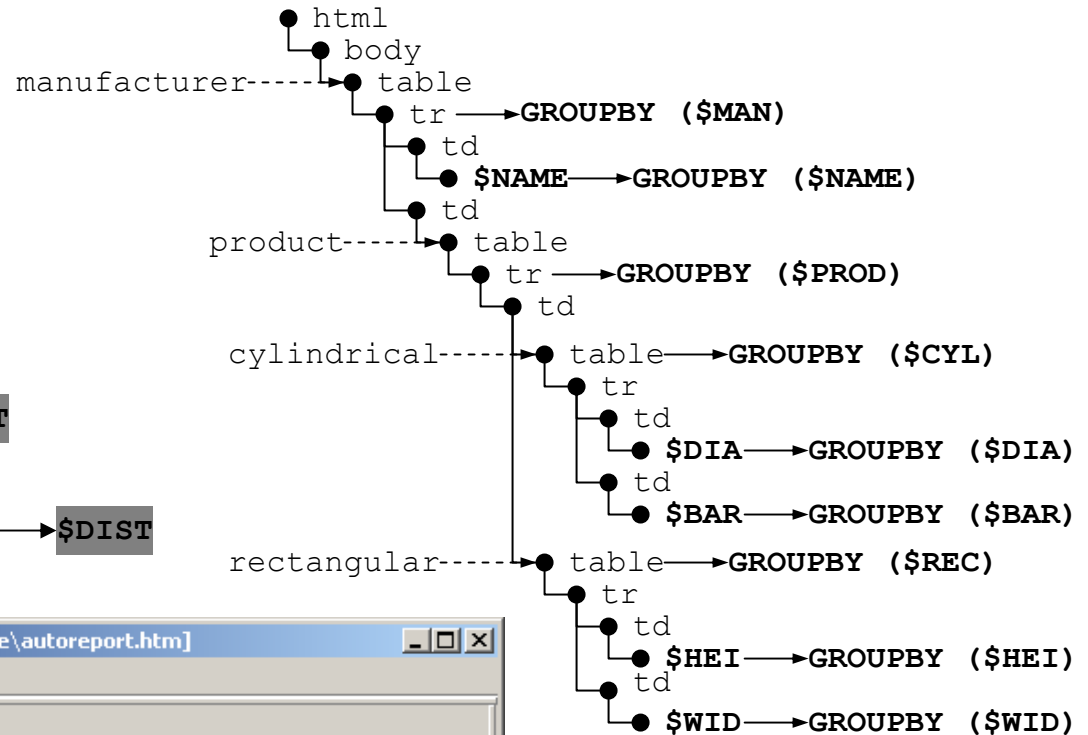 html
body
manufacturer table
tr GROUPBY ($MAN)
td
$NAME GROUPBY ($NAME)
td
product table
tr GROUPBY ($PROD)
td
cylindrical table GROUPBY ($CYL)
tr
td
$DIA GROUPBY ($DIA)
td
$BAR GROUPBY ($BAR)
$DIST
rectangular table GROUPBY ($REC)
tr
e\autoreport.htm]
td
$HEI GROUPBY ($HEI)
td
$WID GROUPBY ($WID)